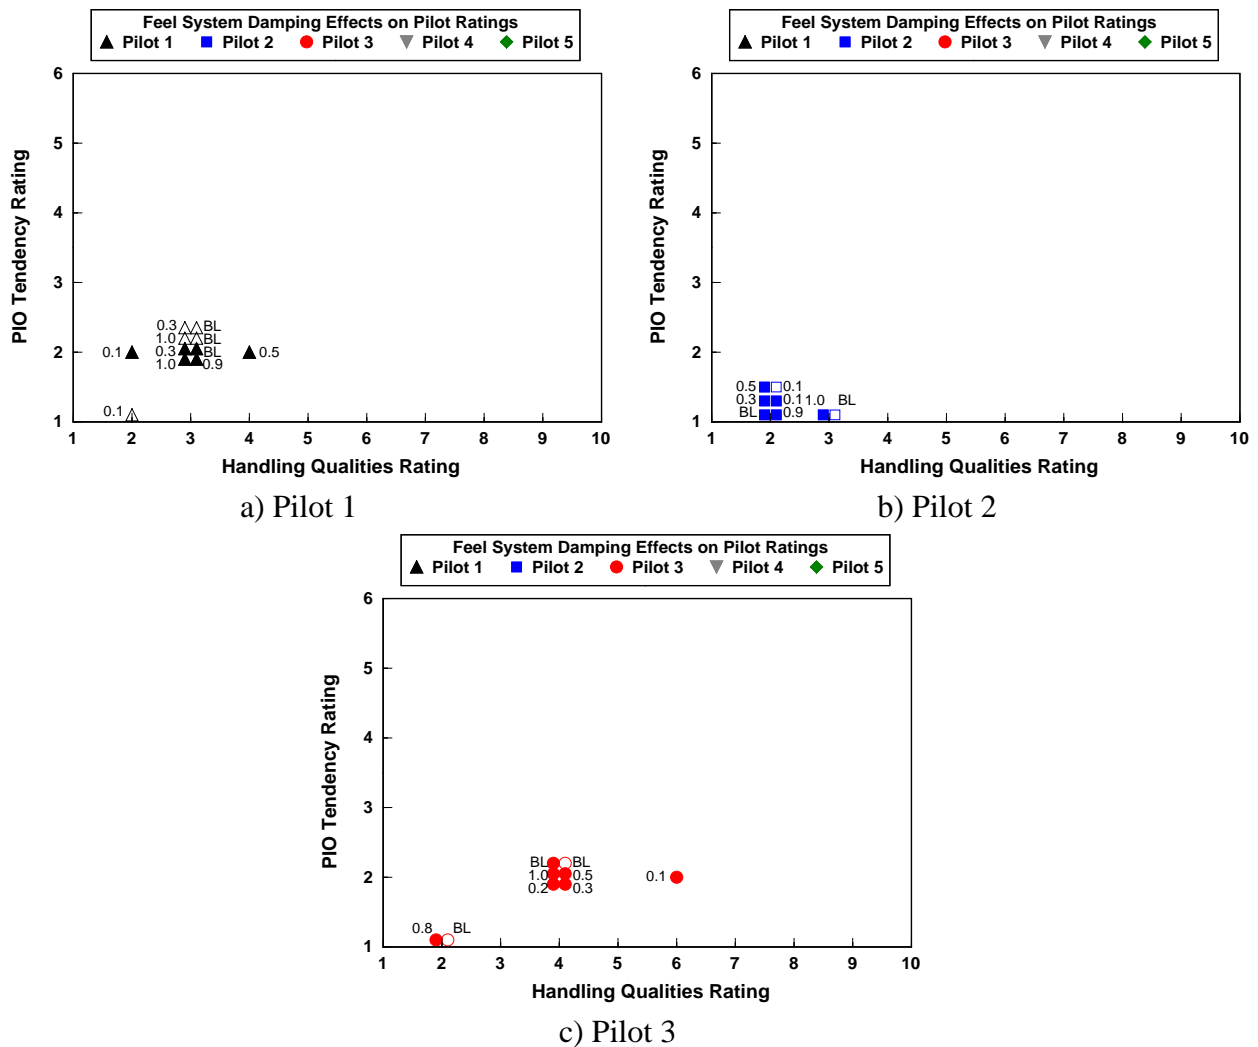 Feel System Damping Effects on Pilot Ratings
Pilot 1 Pilot 2 Pilot 3 Pilot 4 Pilot 5
6
5
4
3
2
1
PIO Tendency Rating
0.3 BL
1.0 BL
0.1 0.3 BL 0.5
1.0 0.9
0.1
1 2 3 4 5 6 7 8 9 10
Handling Qualities Rating
a) Pilot 1
Feel System Damping Effects on Pilot Ratings
Pilot 1 Pilot 2 Pilot 3 Pilot 4 Pilot 5
6
5
4
3
2
1
PIO Tendency Rating
0.5 0.1
0.3 0.1 1.0 BL
BL 0.9
1 2 3 4 5 6 7 8 9 10
Handling Qualities Rating
b) Pilot 2
Feel System Damping Effects on Pilot Ratings
Pilot 1 Pilot 2 Pilot 3 Pilot 4 Pilot 5
6
5
4
3
2
1
PIO Tendency Rating
BL BL
1.0 0.5 0.1
0.2 0.3
0.8 BL
1 2 3 4 5 6 7 8 9 10
Handling Qualities Rating
c) Pilot 3